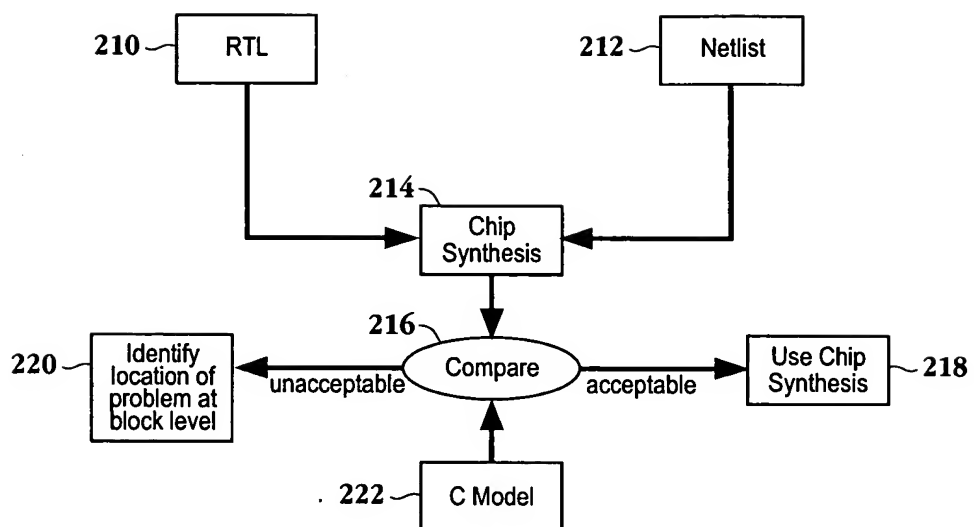 210
RTL
212
Netlist
214
Chip
Synthesis
216
Compare
unacceptable
acceptable
220
Identify
location of
problem at
block level
Use Chip
Synthesis
218
222
C Model